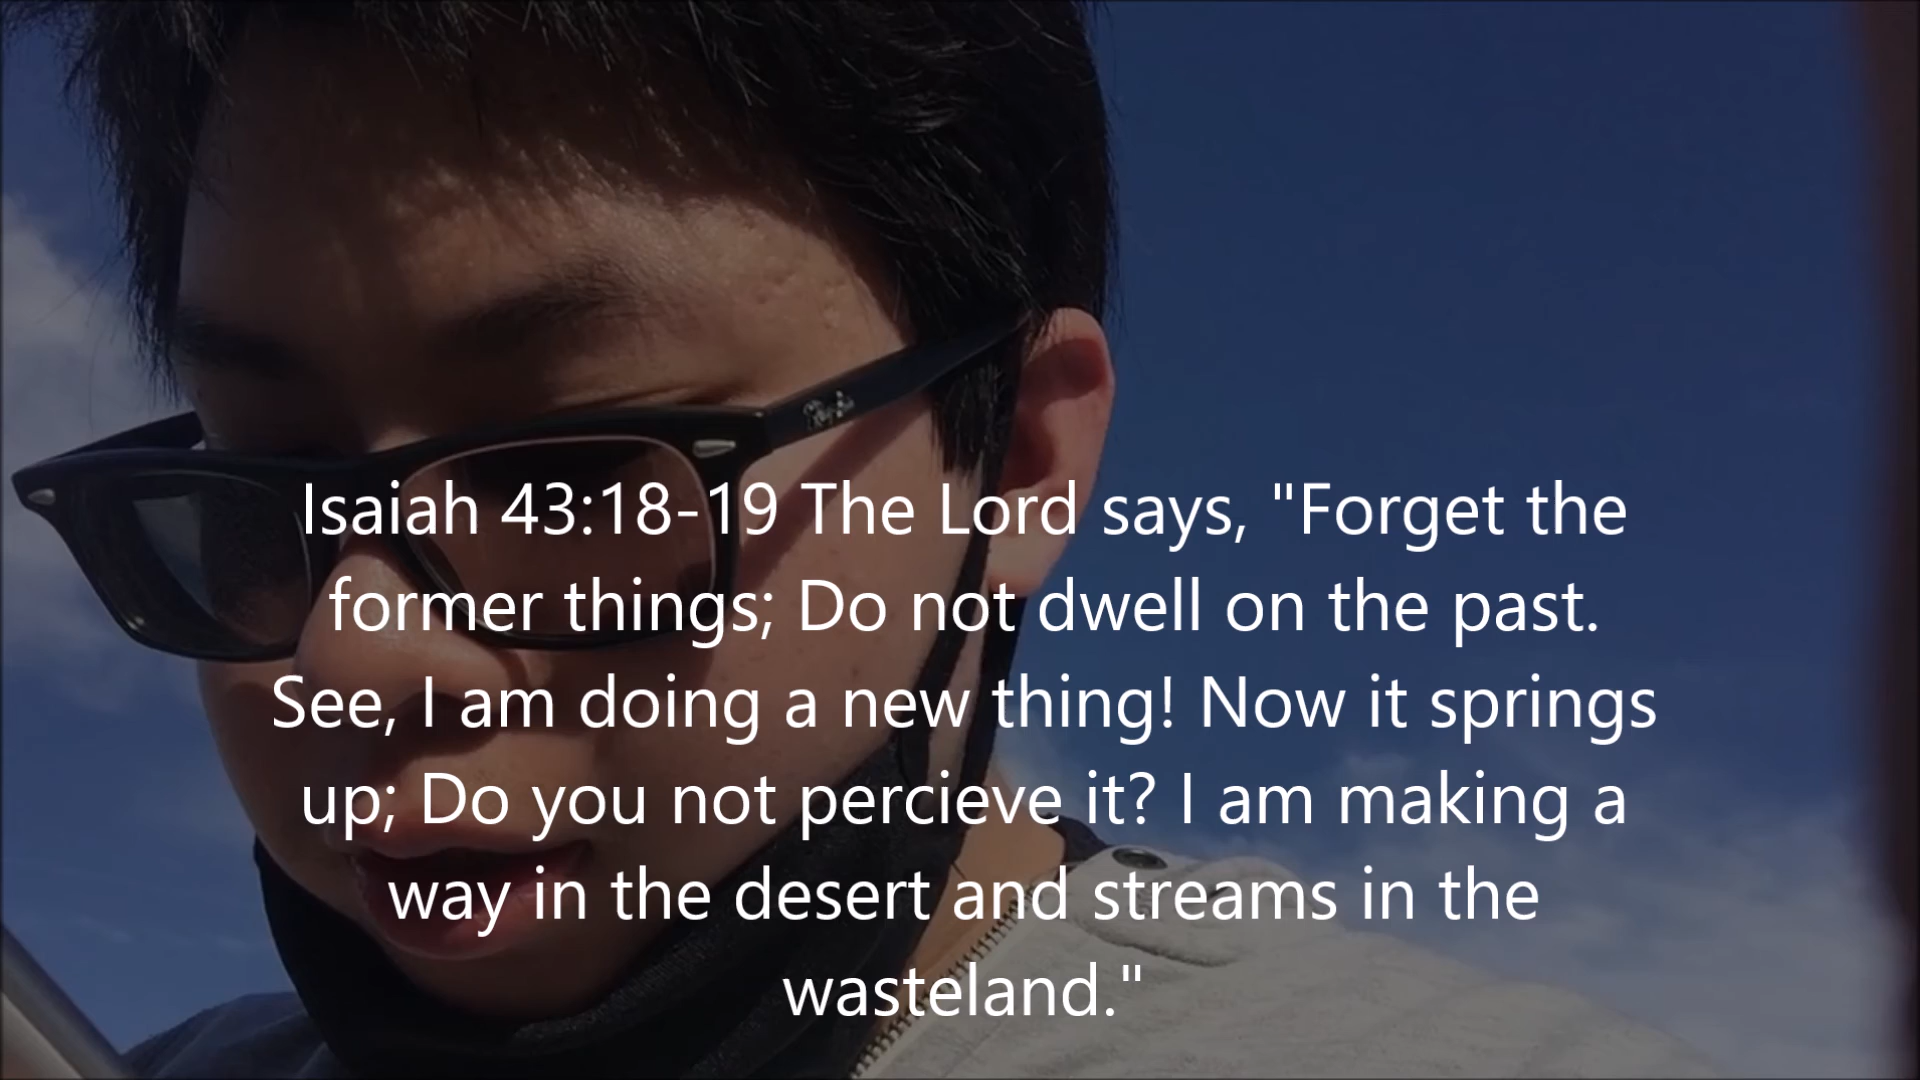 Ray-Ban
Isaiah 43:18-19 The Lord says, "Forget the
former things; Do not dwell on the past.
See, I am doing a new thing! Now it springs
up; Do you not percieve it? I am making a
way in the desert and streams in the
wasteland."